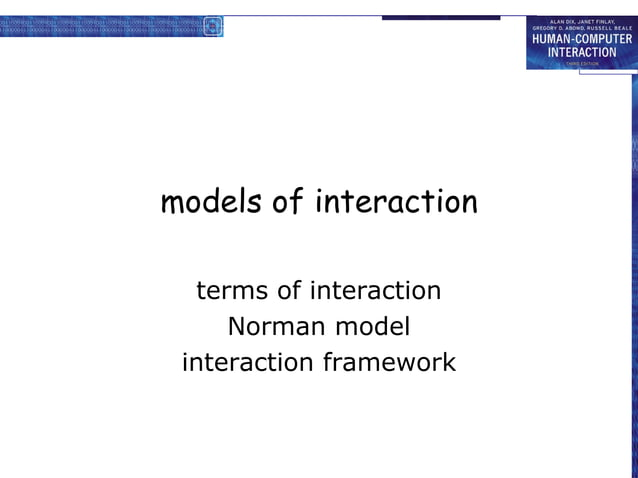 ALAN DIX, JANET FINLAY,
GREGORY D. ABOWD, RUSSELL BEALE
HUMAN-COMPUTER
INTERACTION
THIRD EDITION
models of interaction
terms of interaction
Norman model
interaction framework